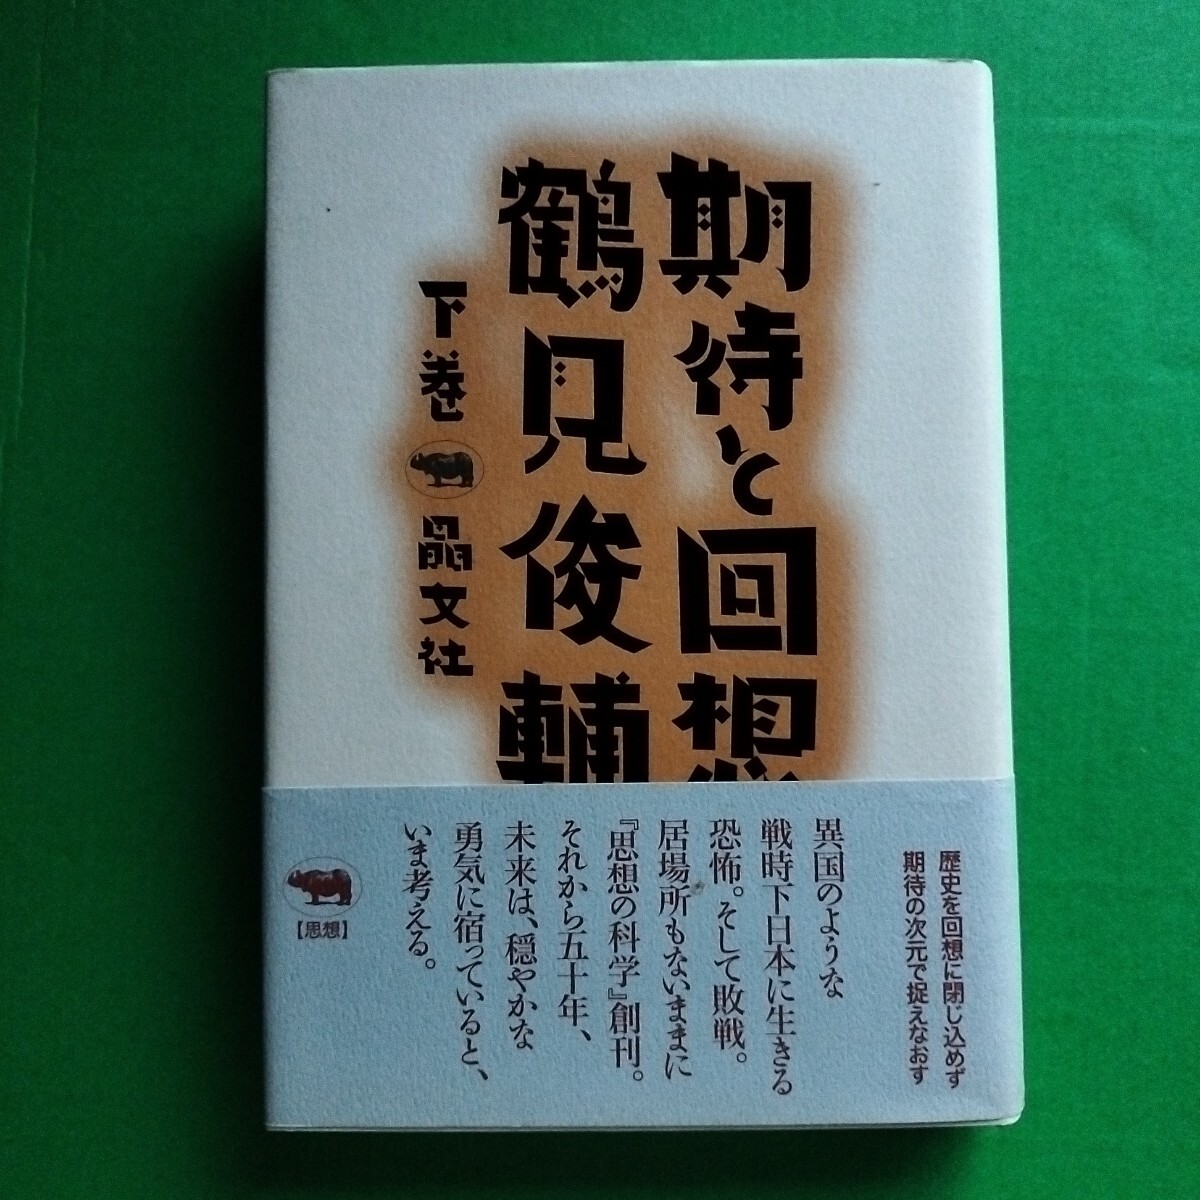 期待と回想
鶴見俊輔
下巻
晶文社
歴史を回想に閉じ込めず
期待の次元で捉えなおす
異国のような
戦時下日本に生きる
恐怖。そして敗戦。
居場所もないままに
『思想の科学』創刊。
それから五十年、
未来は、穏やかな
勇気に宿っていると、
いま考える。
【思想】